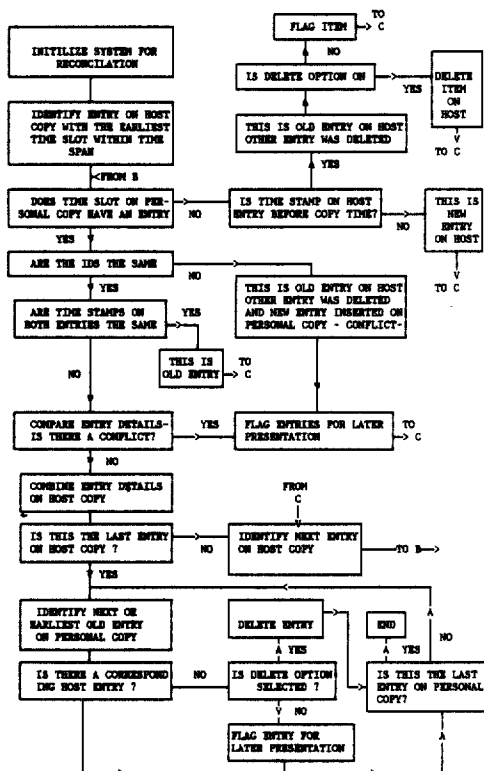 FLAG ITEM
TO
C
NO
INITILIZE SYSTEM FOR
RECONCILATION
IS DELETE OPTION ON
YES
DELETE
ITEM
ON
HOST
V
TO C
IDENTIFY ENTRY ON HOST
COPY WITH THE EARLIEST
TIME SLOT WITHIN TIME
SPAN
THIS IS OLD ENTRY ON HOST
OTHER ENTRY WAS DELETED
YES
FROM B
DOES TIME SLOT ON PER-
SONAL COPY HAVE AN ENTRY
NO
IS TIME STAMP ON HOST
ENTRY BEFORE COPY TIME?
NO
THIS IS
NEW
ENTRY
ON HOST
V
TO C
YES
ARE THE IDS THE SAME
NO
YES
ARE TIME STAMPS ON
BOTH ENTRIES THE SAME
YES
THIS IS
OLD ENTRY
TO
C
THIS IS OLD ENTRY ON HOST
OTHER ENTRY WAS DELETED
AND NEW ENTRY INSERTED ON
PERSONAL COPY - CONFLICT-
NO
COMPARE ENTRY DETAILS-
IS THERE A CONFLICT?
YES
FLAG ENTRIES FOR LATER
PRESENTATION
TO
C
NO
COMBINE ENTRY DETAILS
ON HOST COPY
FROM
C
V
IS THIS THE LAST ENTRY
ON HOST COPY ?
NO
IDENTIFY NEXT ENTRY
ON HOST COPY
TO B
YES
IDENTIFY NEXT OR
EARLIEST OLD ENTRY
ON PERSONAL COPY
DELETE ENTRY
END
A
NO
A YES
A YES
IS THERE A CORRESPOND
ING HOST ENTRY ?
NO
IS DELETE OPTION
SELECTED ?
IS THIS THE LAST
ENTRY ON PERSONAL
COPY?
V NO
A
FLAG ENTRY FOR
LATER PRESENTATION